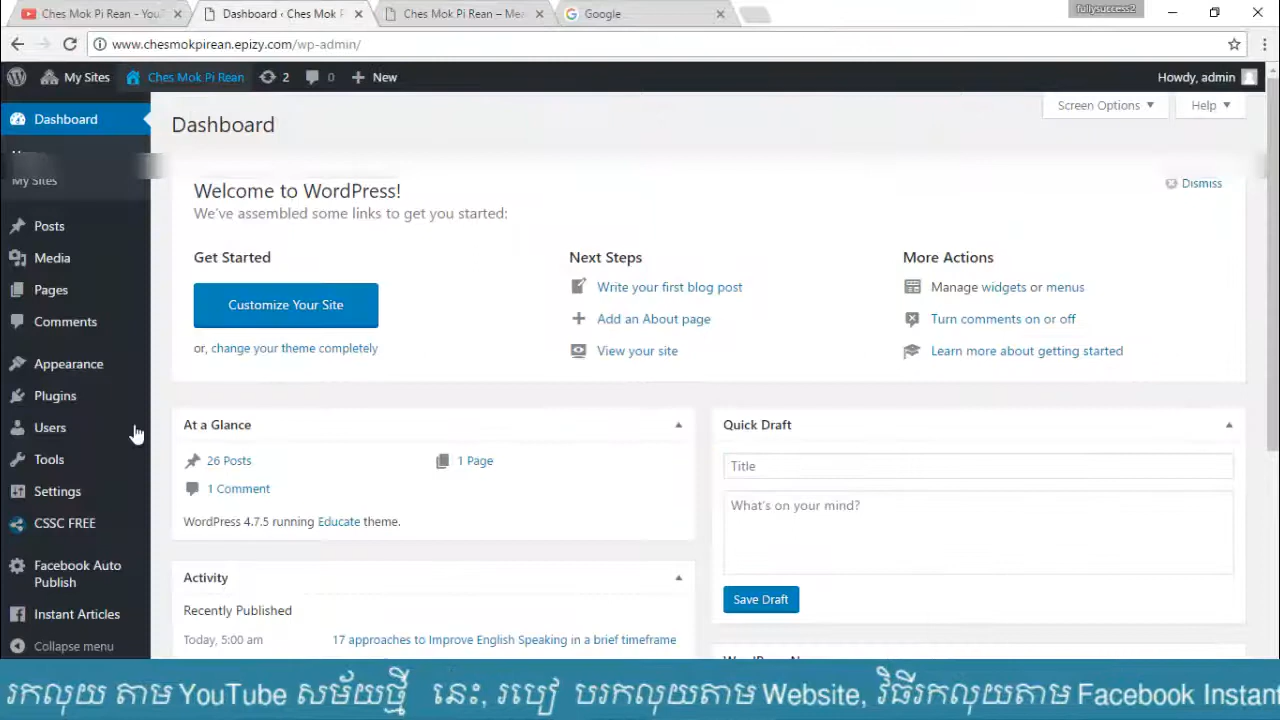 Ches Mok Pi Rean - You
Dashboard ‹ Ches Mok P
Ches Mok Pi Rean – Mea
Google
fullysuccess2
www.chesmokpirean.epizy.com/wp-admin/
My Sites
Ches Mok Pi Rean
2
0
New
Howdy, admin
Dashboard
My Sites
Posts
Media
Pages
Comments
Appearance
Plugins
Users
Tools
Settings
CSSC FREE
Facebook Auto
Publish
Instant Articles
Collapse menu
Dashboard
Screen Options
Help
Welcome to WordPress!
Dismiss
We've assembled some links to get you started:
Get Started
Customize Your Site
or, change your theme completely
Next Steps
Write your first blog post
Add an About page
View your site
More Actions
Manage widgets or menus
Turn comments on or off
Learn more about getting started
At a Glance
26 Posts
1 Page
1 Comment
WordPress 4.7.5 running Educate theme.
Activity
Recently Published
Today, 5:00 am
17 approaches to Improve English Speaking in a brief timeframe
Quick Draft
Title
What's on your mind?
Save Draft
រកលុយ តាម YouTube សម័យថ្មី នេះ, របៀ បរកលុយតាម Website, វិធីរកលុយតាម Facebook Instant